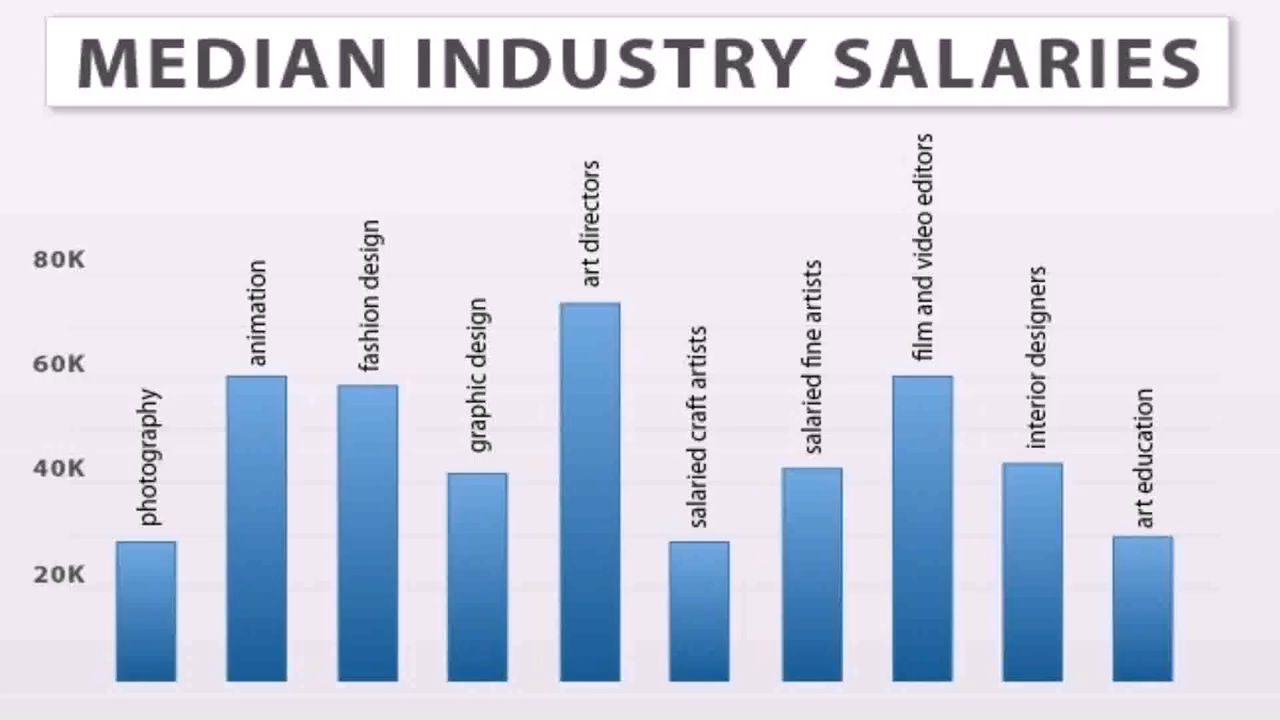 MEDIAN INDUSTRY SALARIES
80K
60K
40K
20K
photography
animation
fashion design
graphic design
art directors
salaried craft artists
salaried fine artists
film and video editors
interior designers
art education